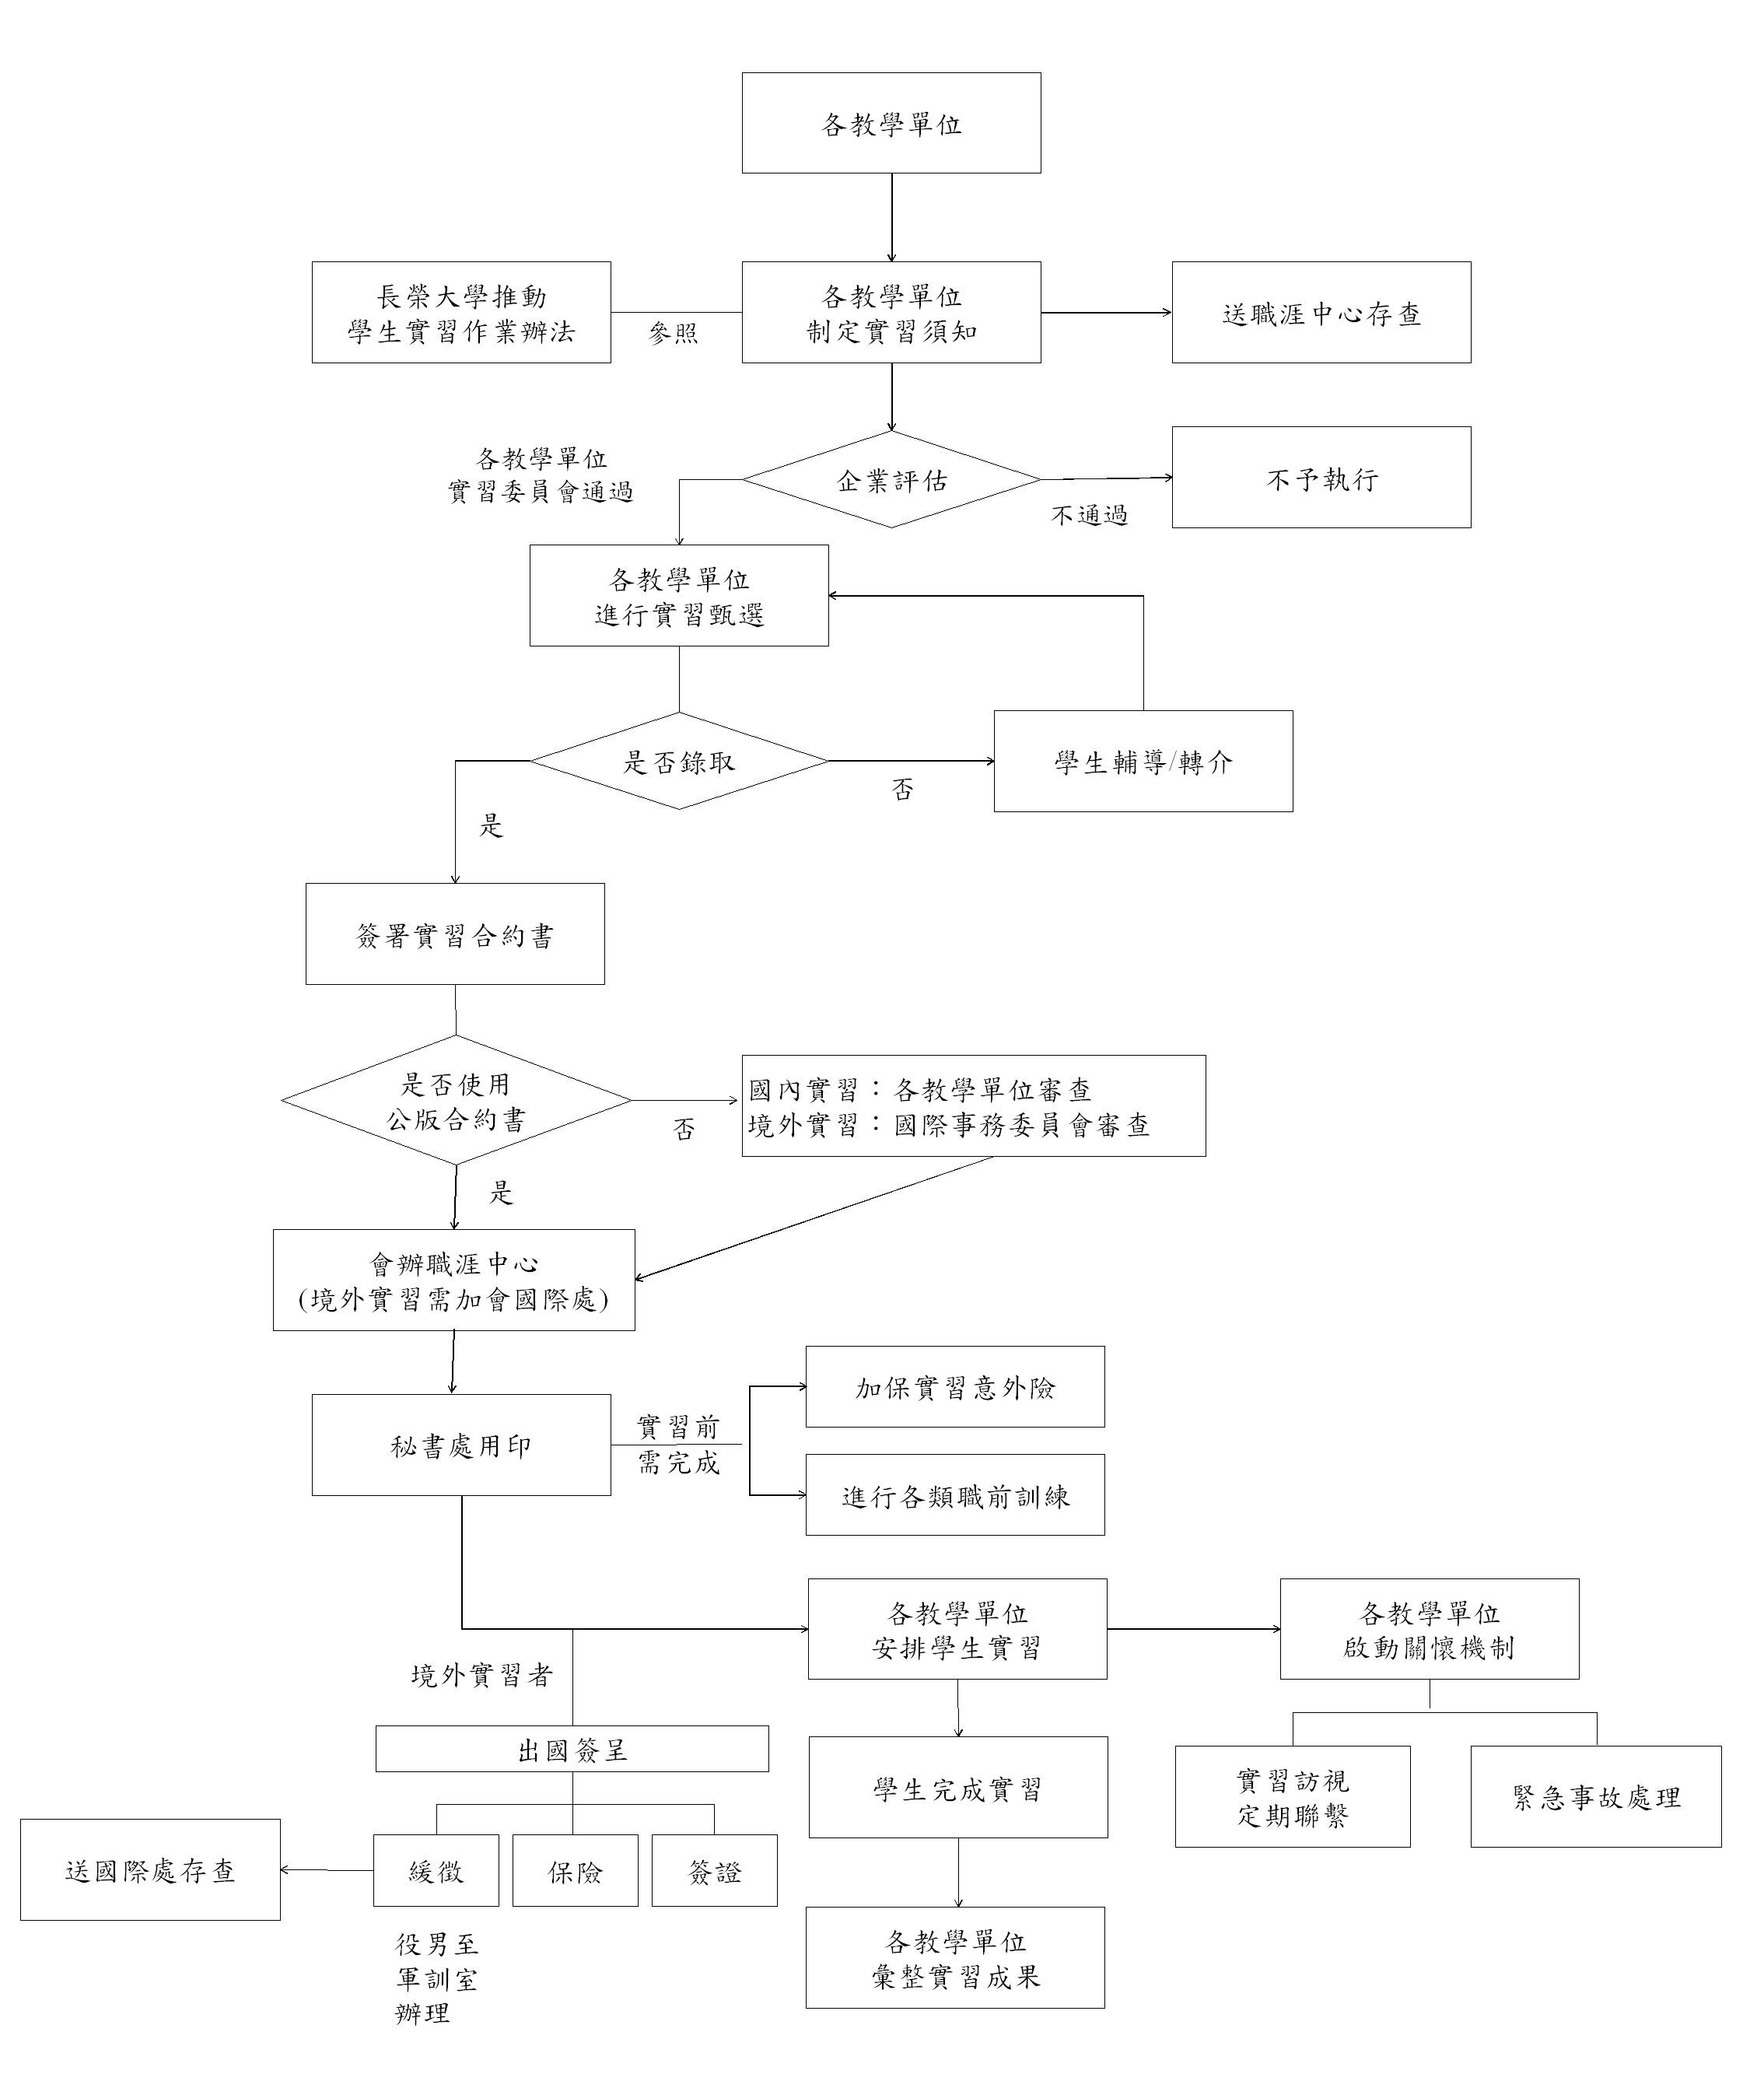 各教學單位
長榮大學推動
學生實習作業辦法
參照
各教學單位
制定實習須知
送職涯中心存查
各教學單位
實習委員會通過
企業評估
不通過
不予執行
各教學單位
進行實習甄選
是否錄取
否
學生輔導/轉介
是
簽署實習合約書
是否使用
公版合約書
否
國內實習：各教學單位審查
境外實習：國際事務委員會審查
是
會辦職涯中心
(境外實習需加會國際處)
秘書處用印
實習前
需完成
加保實習意外險
進行各類職前訓練
各教學單位
安排學生實習
各教學單位
啟動關懷機制
境外實習者
出國簽呈
學生完成實習
實習訪視
定期聯繫
緊急事故處理
送國際處存查
緩徵
保險
簽證
役男至
軍訓室
辦理
各教學單位
彙整實習成果